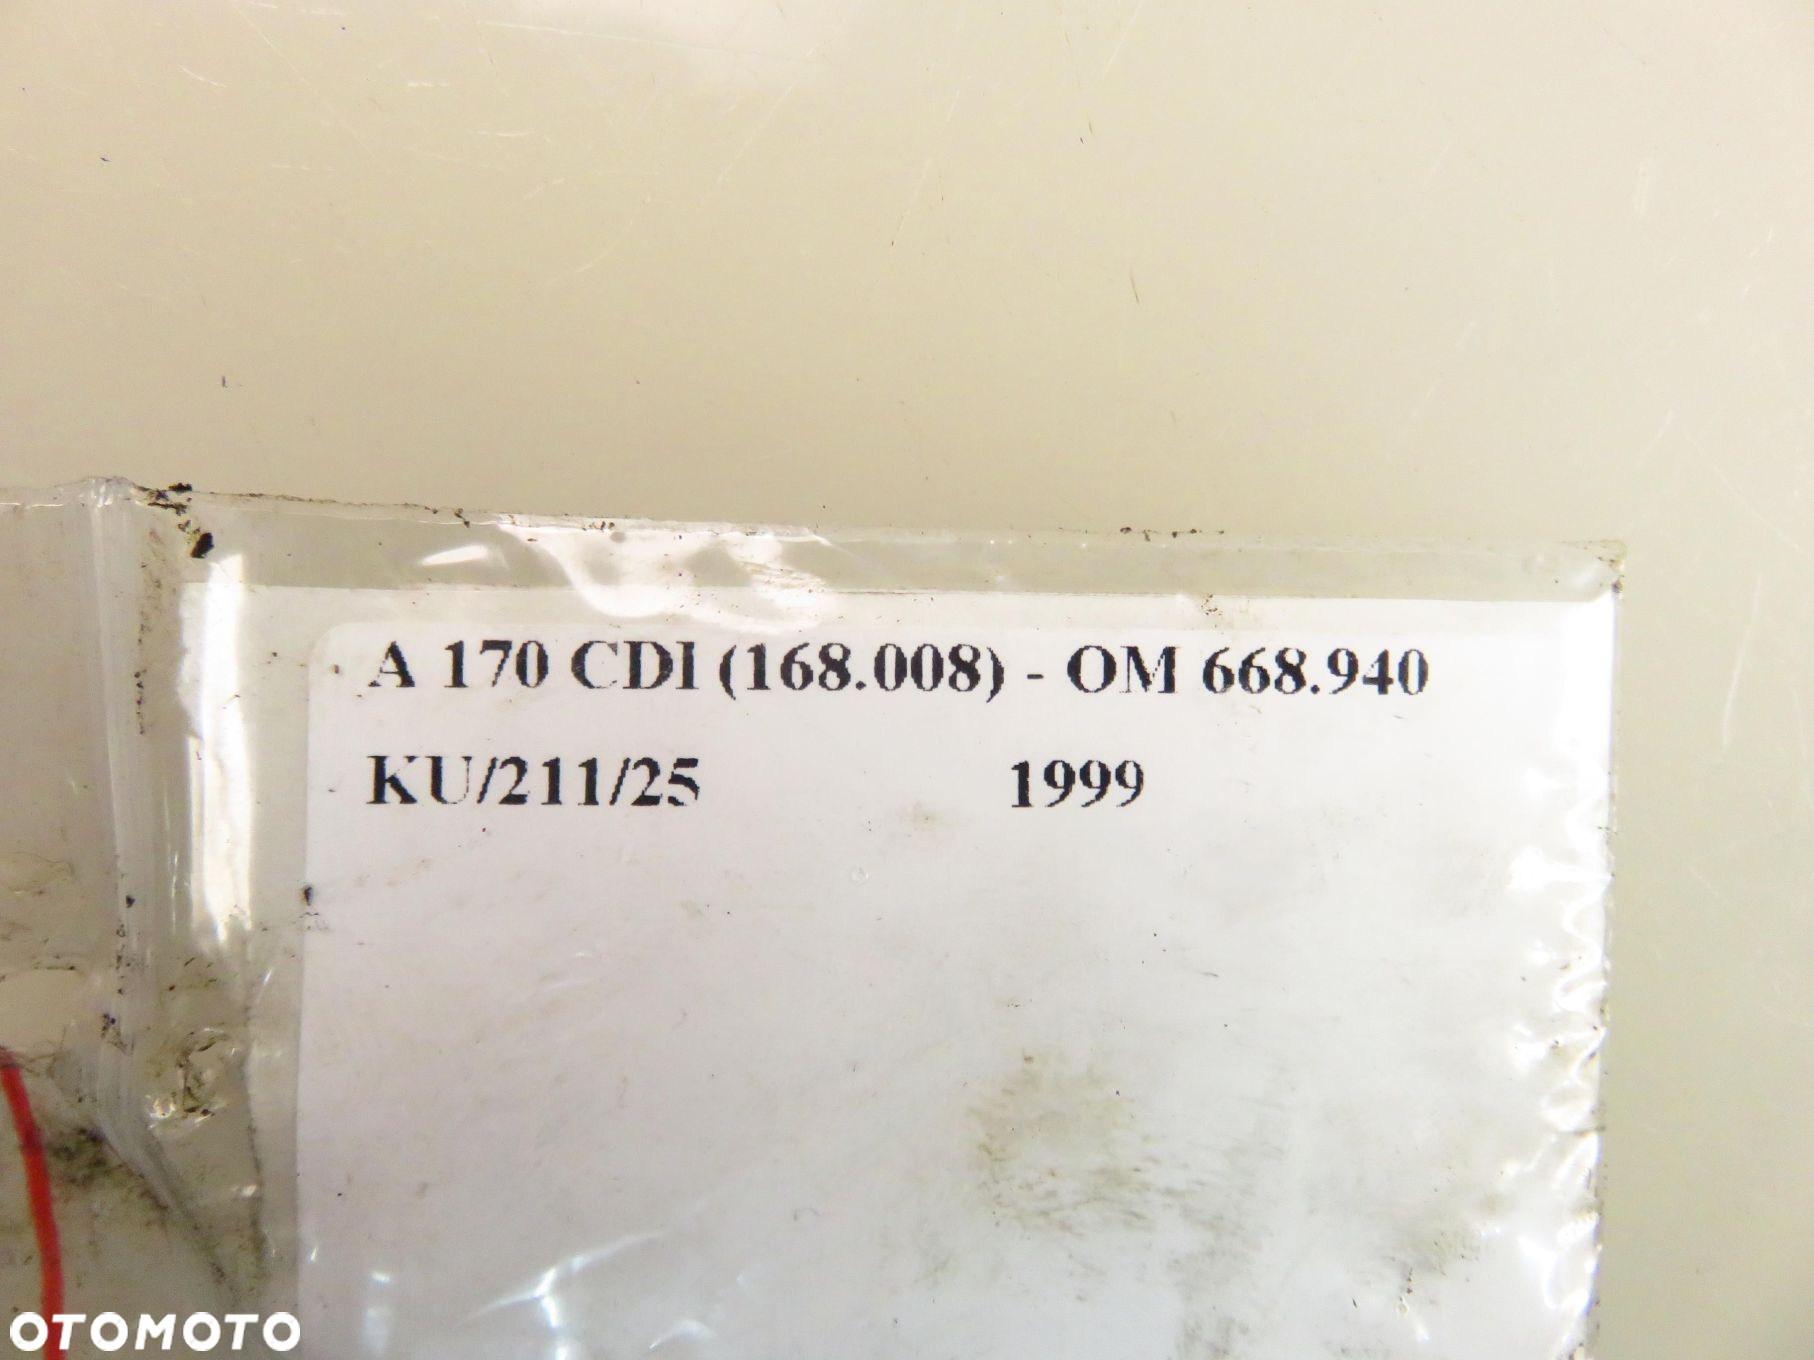 A 170 CDI (168.008) - OM 668.940
KU/211/25 1999
OTOMOTO